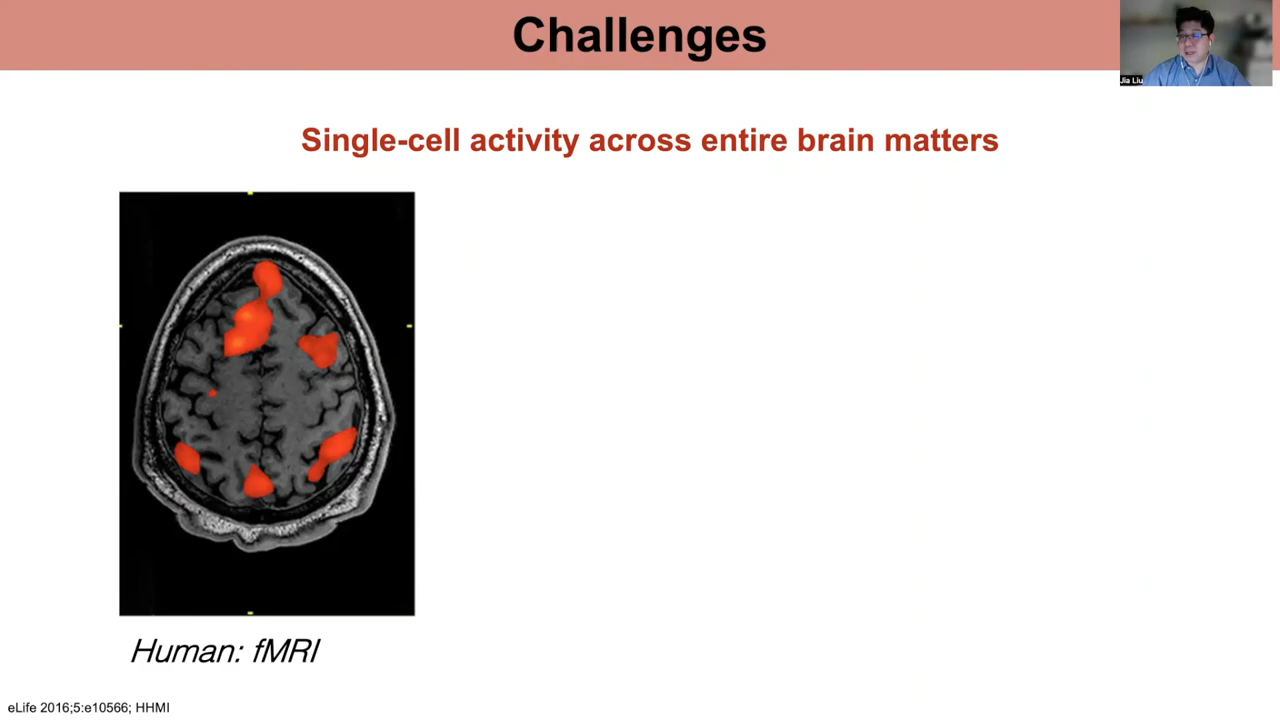 Challenges
Jia Liu
Single-cell activity across entire brain matters
Human: fMRI
eLife 2016;5:e10566; HHMI